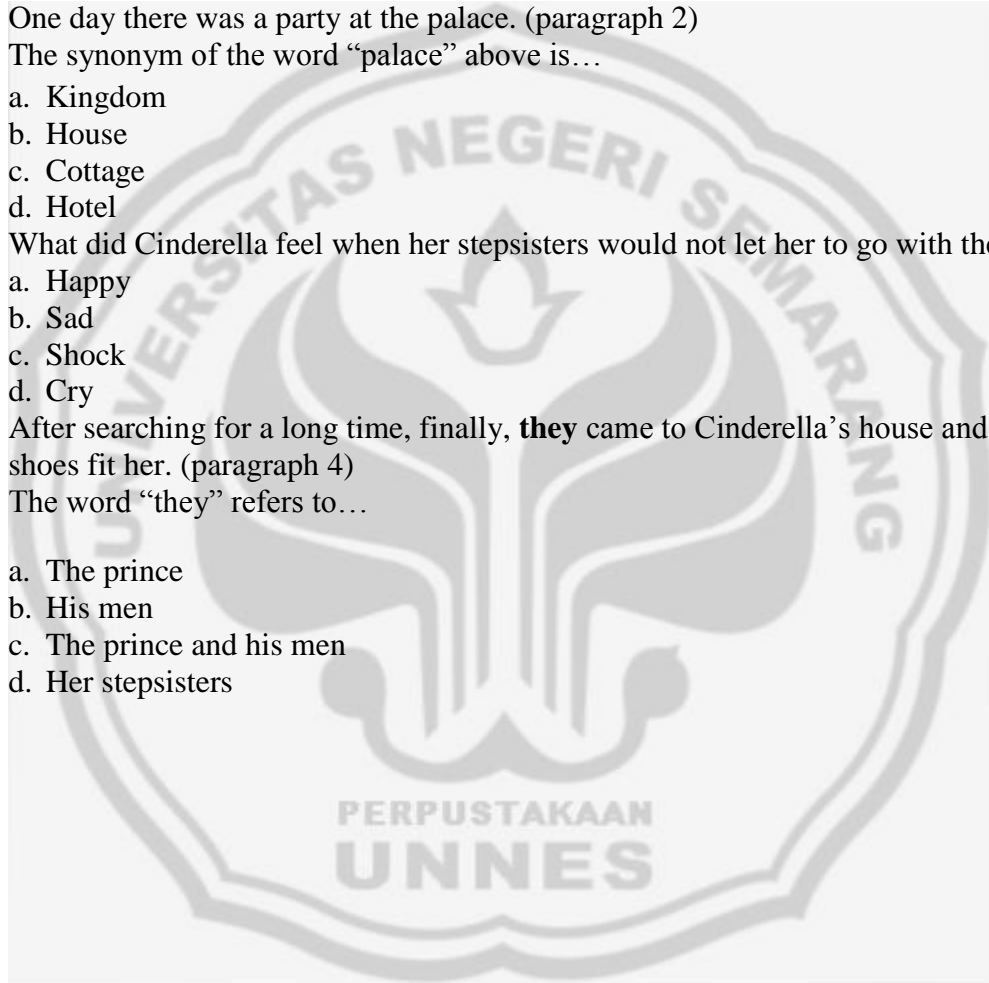 One day there was a party at the palace. (paragraph 2)
The synonym of the word “palace” above is…
a. Kingdom
b. House
c. Cottage
d. Hotel
What did Cinderella feel when her stepsisters would not let her to go with
a. Happy
b. Sad
c. Shock
d. Cry
After searching for a long time, finally, they came to Cinderella’s house and
shoes fit her. (paragraph 4)
The word “they” refers to…
a. The prince
b. His men
c. The prince and his men
d. Her stepsisters
UNIVERSITAS NEGERI SEMARANG
PERPUSTAKAAN
UNNES